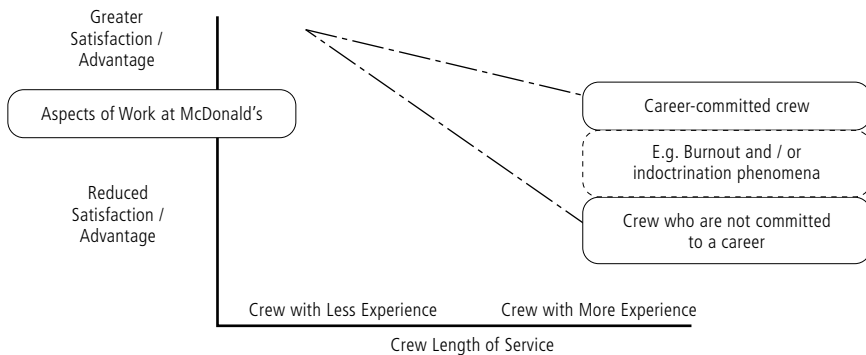 Greater
Satisfaction /
Advantage
Aspects of Work at McDonald's
Reduced
Satisfaction /
Advantage
Career-committed crew
E.g. Burnout and / or
indoctrination phenomena
Crew who are not committed
to a career
Crew with Less Experience
Crew with More Experience
Crew Length of Service